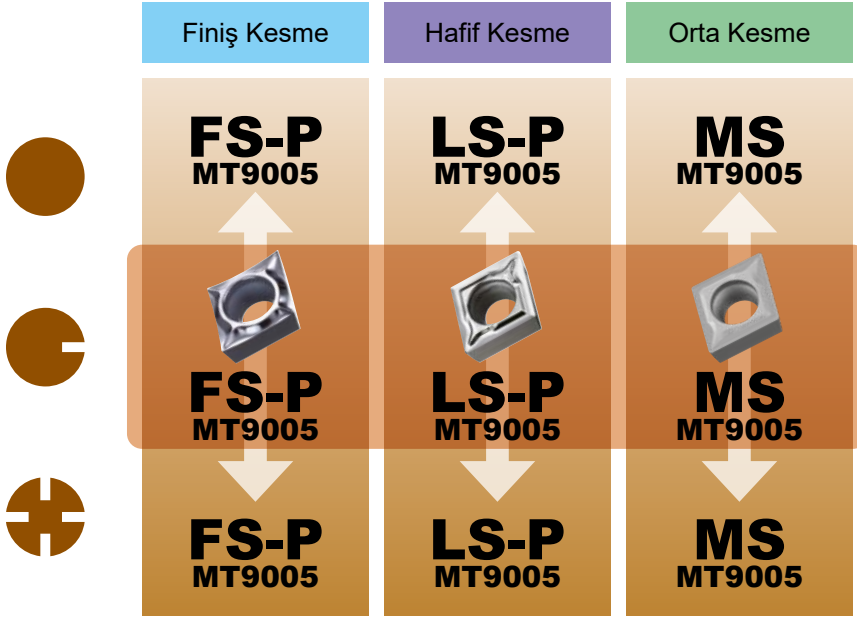 Finiş Kesme
Hafif Kesme
Orta Kesme
FS-P
MT9005
LS-P
MT9005
MS
MT9005
FS-P
MT9005
LS-P
MT9005
MS
MT9005
FS-P
MT9005
LS-P
MT9005
MS
MT9005